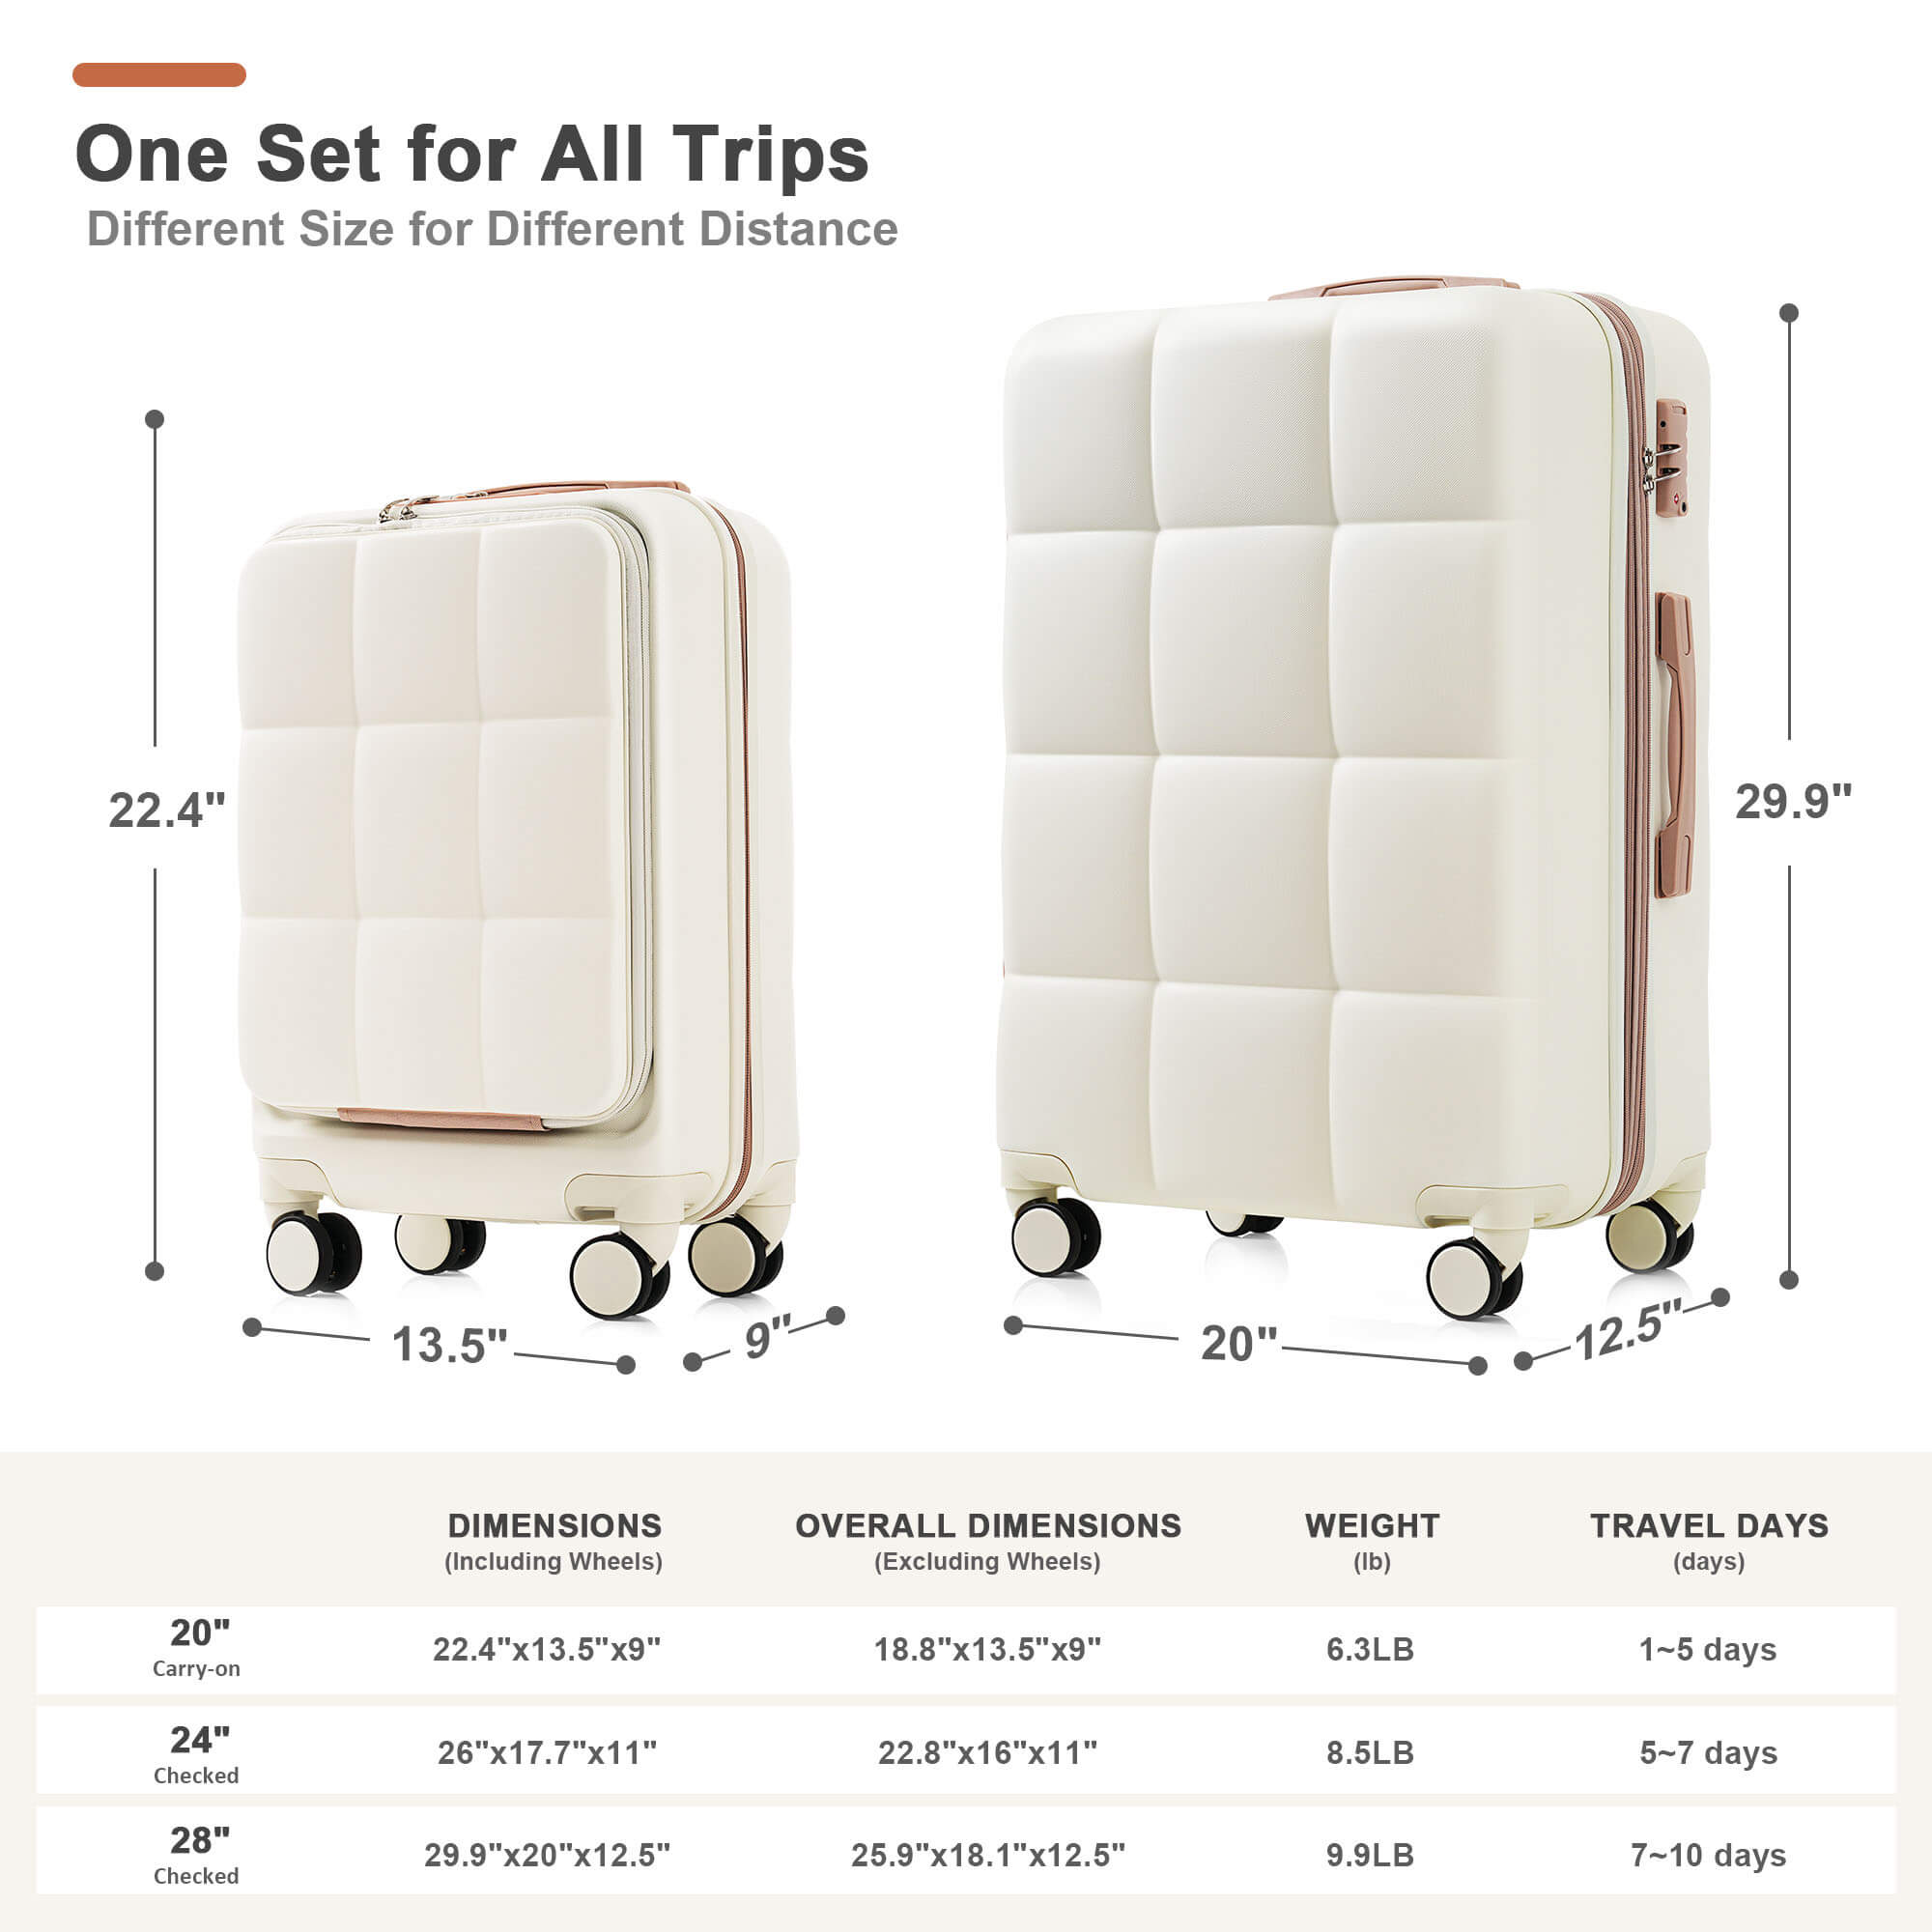 One Set for All Trips
Different Size for Different Distance
22.4"
29.9"
13.5"
9"
20"
12.5"
DIMENSIONS OVERALL DIMENSIONS WEIGHT TRAVEL DAYS
(Including Wheels) (Excluding Wheels) (lb) (days)
20"
Carry-on
22.4"x13.5"x9" 18.8"x13.5"x9" 6.3LB 1~5 days
24"
Checked
26"x17.7"x11" 22.8"x16"x11" 8.5LB 5~7 days
28"
Checked
29.9"x20"x12.5" 25.9"x18.1"x12.5" 9.9LB 7~10 days